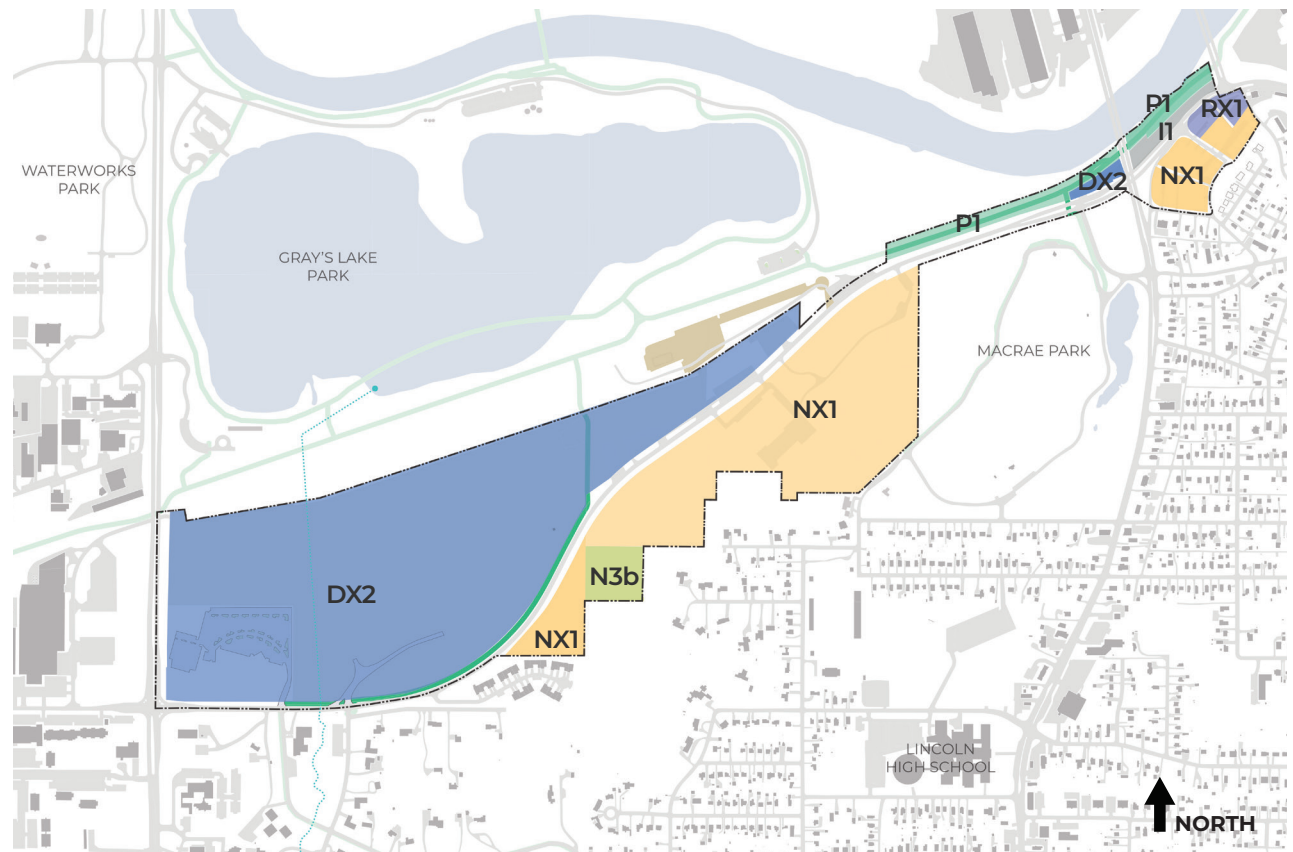 P1
I1
RX1
WATERWORKS
PARK
DX2
NX1
P1
GRAY'S LAKE
PARK
MACRAE PARK
NX1
N3b
DX2
NX1
LINCOLN
HIGH SCHOOL
NORTH